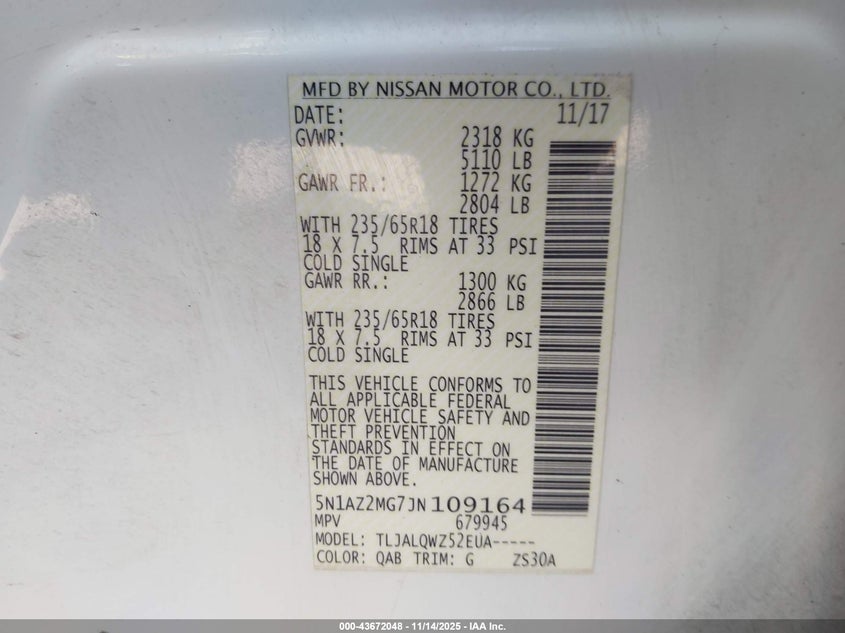 MFD BY NISSAN MOTOR CO., LTD.
DATE: 11/17
GVWR: 2318 KG
5110 LB
GAWR FR.: 1272 KG
2804 LB
WITH 235/65R18 TIRES
18 X 7.5 RIMS AT 33 PSI
COLD SINGLE
GAWR RR.: 1300 KG
2866 LB
WITH 235/65R18 TIRES
18 X 7.5 RIMS AT 33 PSI
COLD SINGLE
THIS VEHICLE CONFORMS TO
ALL APPLICABLE FEDERAL
MOTOR VEHICLE SAFETY AND
THEFT PREVENTION
STANDARDS IN EFFECT ON
THE DATE OF MANUFACTURE
SHOWN ABOVE.
5N1AZ2MG7JN109164
MPV 679945
MODEL: TLJALQWZ52EUA-----
COLOR: QAB TRIM: G ZS30A
000-43672048 - 11/14/2025 - IAA Inc.